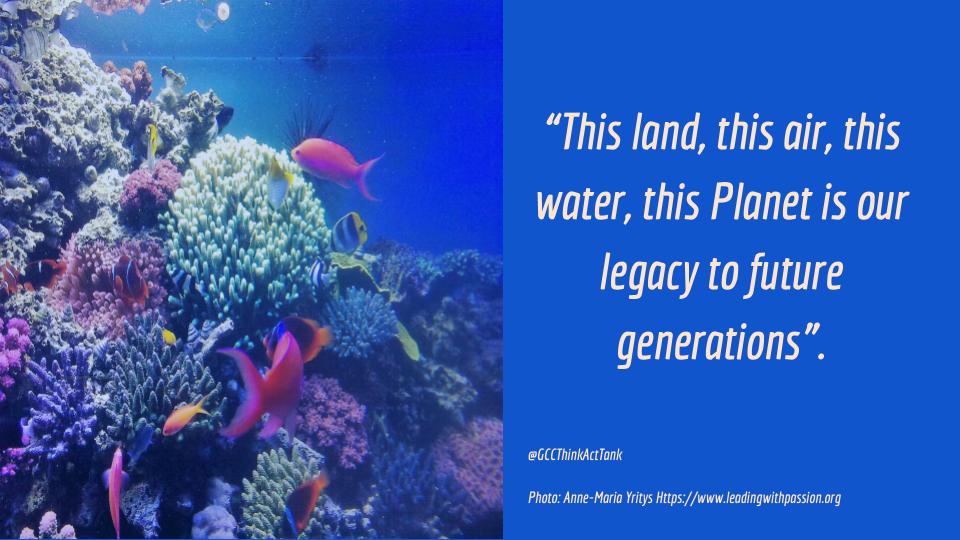 “This land, this air, this
water, this Planet is our
legacy to future
generations”.
@GCCThinkActTank
Photo: Anne-Maria Yritys Https://www.leadingwithpassion.org